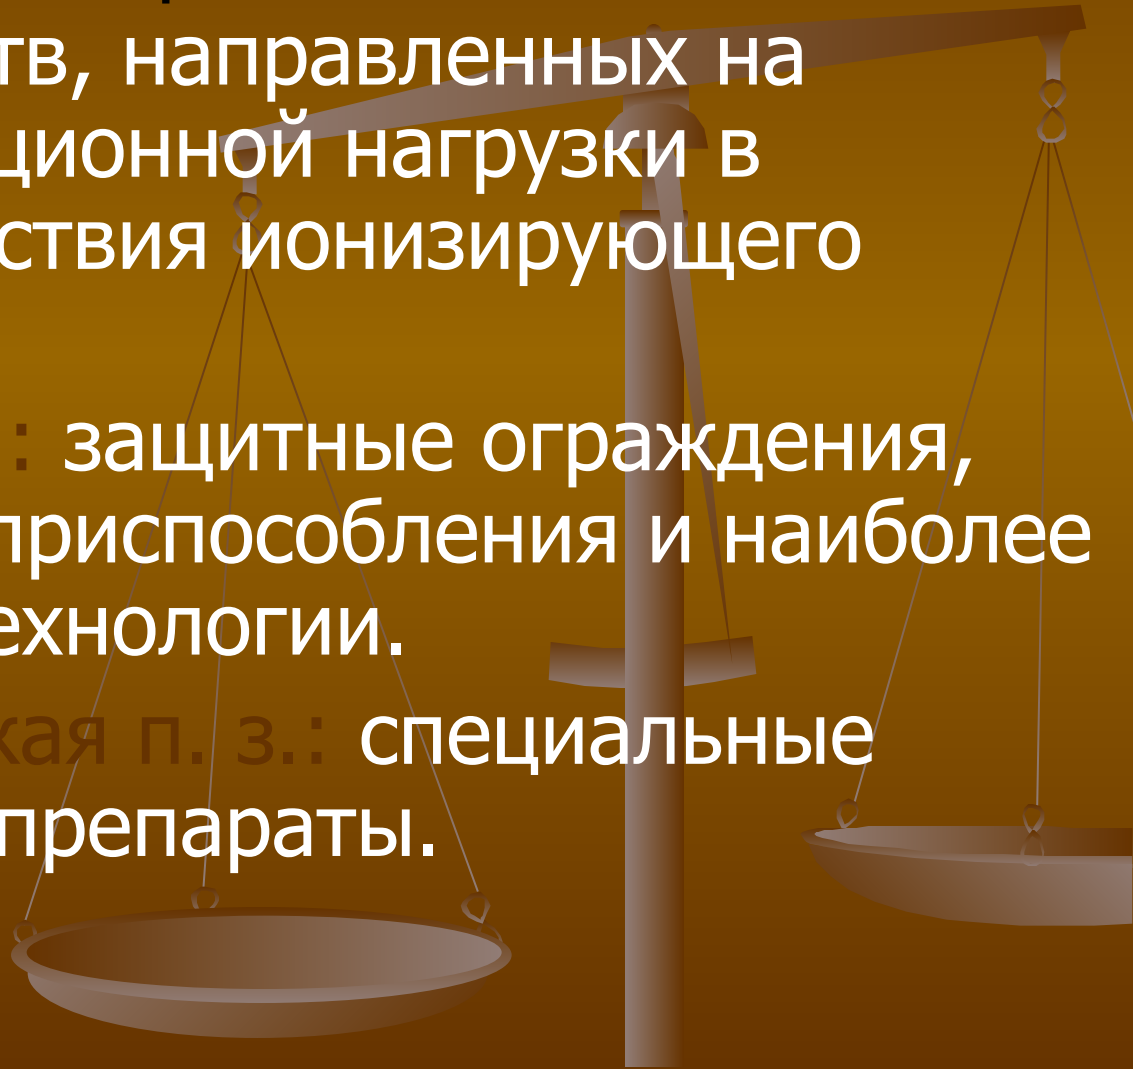 тв, направленных на
ционной нагрузки в
ствия ионизирующего
: защитные ограждения,
приспособления и наиболее
ехнологии.
кая п. з.: специальные
препараты.